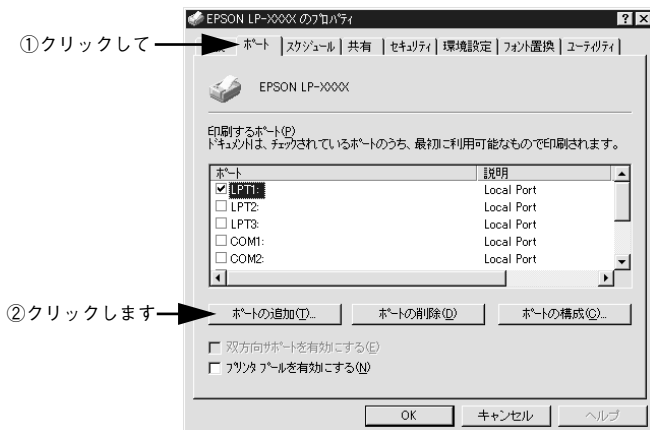 EPSON LP-XXXX のプロパティ
①クリックして
ポート スケジュール 共有 セキュリティ 環境設定 フォント置換 ユーティリティ
EPSON LP-XXXX
印刷するポート(P)
ドキュメントは、チェックされているポートのうち、最初に利用可能なもので印刷されます。
ポート 説明
LPT1: Local Port
LPT2: Local Port
LPT3: Local Port
COM1: Local Port
COM2: Local Port
②クリックします
ポートの追加(T)... ポートの削除(D) ポートの構成(C)...
双方向サポートを有効にする(E)
プリンタ プールを有効にする(N)
OK キャンセル ヘルプ